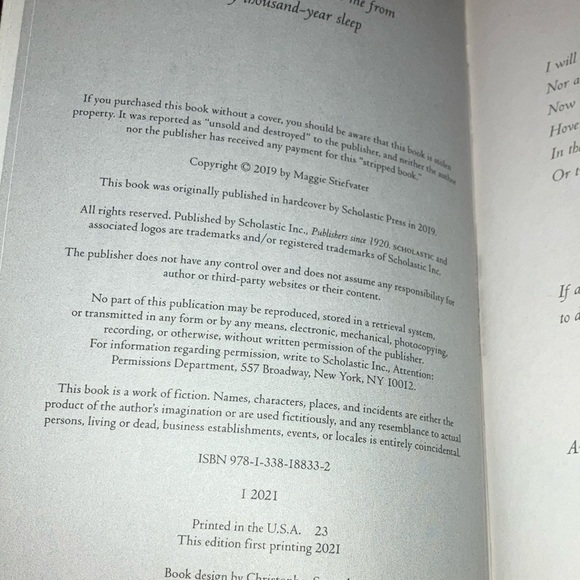 me from
thousand-year sleep
If you purchased this book without a cover, you should be aware that this book is stolen
property. It was reported as "unsold and destroyed" to the publisher, and neither the author
nor the publisher has received any payment for this "stripped book."
Copyright © 2019 by Maggie Stiefvater
This book was originally published in hardcover by Scholastic Press in 2019.
All rights reserved. Published by Scholastic Inc., Publishers since 1920. SCHOLASTIC and
associated logos are trademarks and/or registered trademarks of Scholastic Inc.
The publisher does not have any control over and does not assume any responsibility for
author or third-party websites or their content.
No part of this publication may be reproduced, stored in a retrieval system,
or transmitted in any form or by any means, electronic, mechanical, photocopying,
recording, or otherwise, without written permission of the publisher.
For information regarding permission, write to Scholastic Inc., Attention:
Permissions Department, 557 Broadway, New York, NY 10012.
This book is a work of fiction. Names, characters, places, and incidents are either the
product of the author's imagination or are used fictitiously, and any resemblance to actual
persons, living or dead, business establishments, events, or locales is entirely coincidental.
ISBN 978-1-338-18833-2
1 2021
Printed in the U.S.A. 23
This edition first printing 2021
Book design by
I will
Nor a
Now
Hove
In th
Or t
If a
to a
A